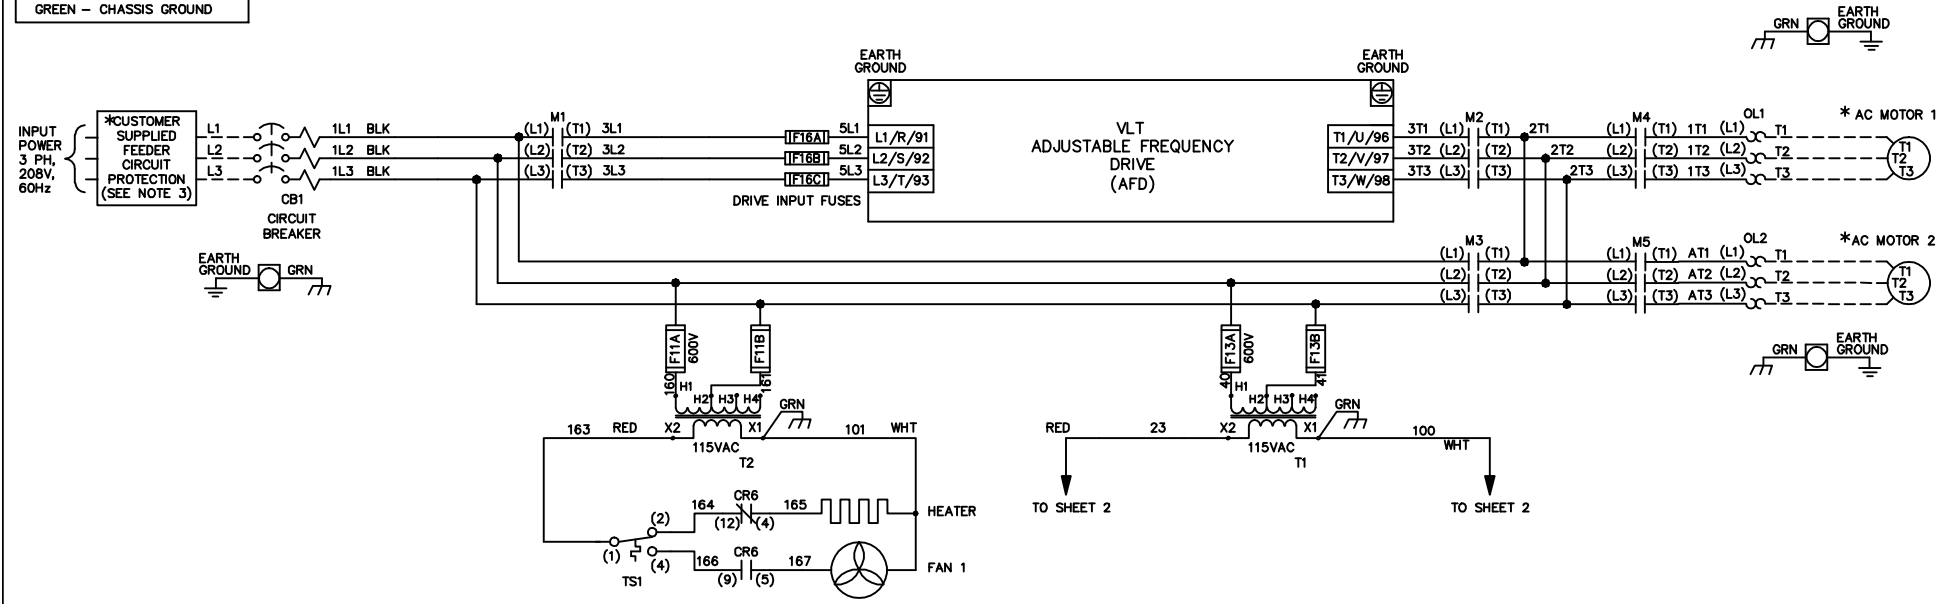 GREEN - CHASSIS GROUND
GRN
EARTH
GROUND
EARTH
GROUND
EARTH
GROUND
INPUT
POWER
3 PH,
208V,
60Hz
*CUSTOMER
SUPPLIED
FEEDER
CIRCUIT
PROTECTION
(SEE NOTE 3)
L1
L2
L3
CB1
CIRCUIT
BREAKER
1L1 BLK
1L2 BLK
1L3 BLK
M1
(L1) (T1) 3L1
(L2) (T2) 3L2
(L3) (T3) 3L3
F16A
F16B
F16C
DRIVE INPUT FUSES
5L1
5L2
5L3
L1/R/91
L2/S/92
L3/T/93
VLT
ADJUSTABLE FREQUENCY
DRIVE
(AFD)
T1/U/96
T2/V/97
T3/W/98
3T1 (L1) M2 (T1) 2T1
3T2 (L2) (T2) 2T2
3T3 (L3) (T3) 2T3
(L1) M4 (T1) 1T1 (L1) OL1 T1
(L2) (T2) 1T2 (L2) T2
(L3) (T3) 1T3 (L3) T3
* AC MOTOR 1
T1
T2
T3
EARTH
GROUND
GRN
(L1) M3 (T1)
(L2) (T2)
(L3) (T3)
(L1) M5 (T1) AT1 (L1) OL2 T1
(L2) (T2) AT2 (L2) T2
(L3) (T3) AT3 (L3) T3
*AC MOTOR 2
T1
T2
T3
GRN
EARTH
GROUND
F11A
600V
F11B
160
161
H1
H2 H3 H4
GRN
163 RED X2 X1 101 WHT
115VAC
T2
F13A
600V
F13B
40
41
H1
H2 H3 H4
GRN
RED 23 X2 X1 100
WHT
115VAC
T1
TO SHEET 2
TO SHEET 2
164 CR6 165
(12) (4)
HEATER
(2)
(1)
(4)
TS1
166 CR6 167
(9) (5)
FAN 1